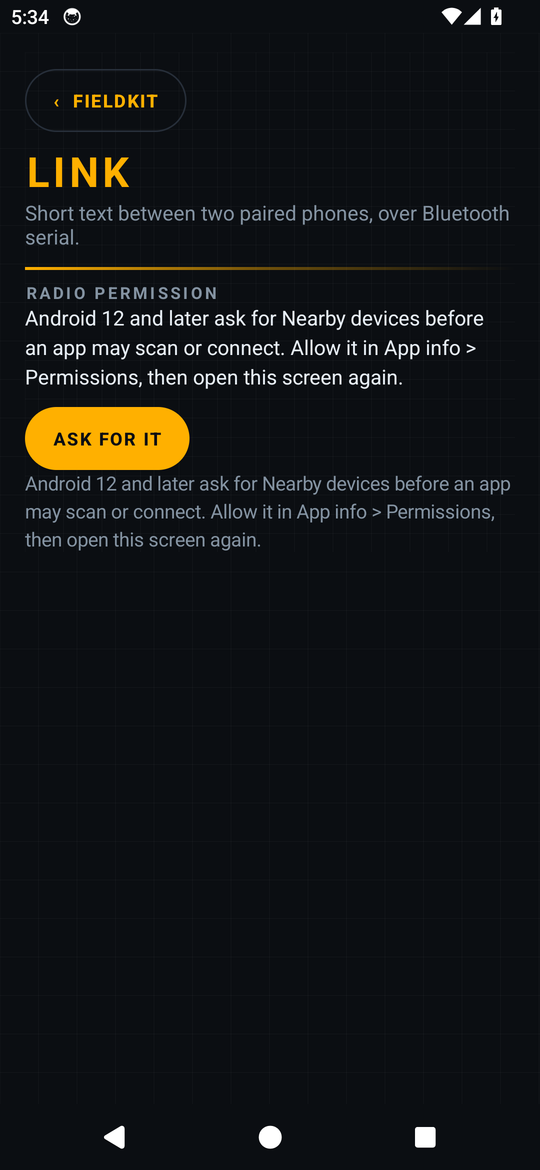 5:34
‹ FIELDKIT
LINK
Short text between two paired phones, over Bluetooth
serial.
RADIO PERMISSION
Android 12 and later ask for Nearby devices before
an app may scan or connect. Allow it in App info >
Permissions, then open this screen again.
ASK FOR IT
Android 12 and later ask for Nearby devices before an app
may scan or connect. Allow it in App info > Permissions,
then open this screen again.